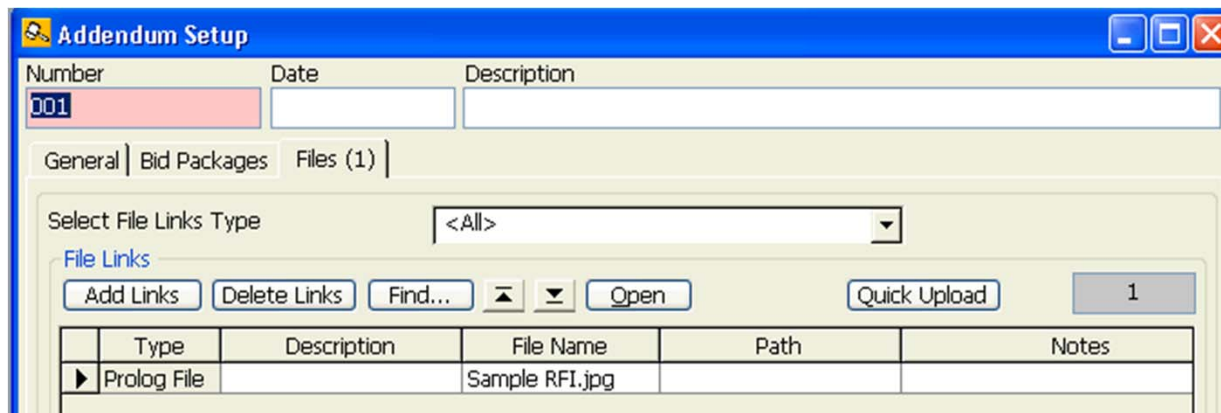 Addendum Setup
Number Date Description
001
General Bid Packages Files (1)
Select File Links Type <All>
File Links
Add Links Delete Links Find... Open Quick Upload 1
Type Description File Name Path Notes
Prolog File Sample RFI.jpg